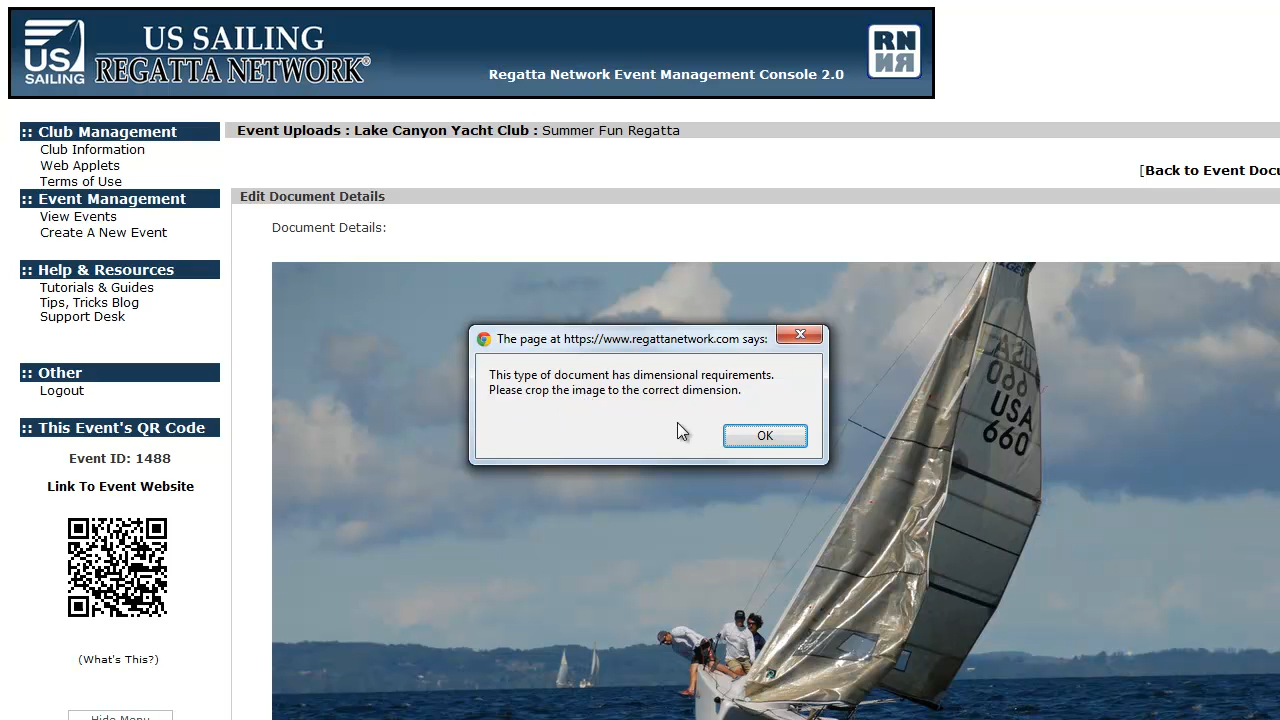 US SAILING
US SAILING
REGATTA NETWORK®
Regatta Network Event Management Console 2.0
RN
:: Club Management
Club Information
Web Applets
Terms of Use
:: Event Management
View Events
Create A New Event
:: Help & Resources
Tutorials & Guides
Tips, Tricks Blog
Support Desk
:: Other
Logout
:: This Event's QR Code
Event ID: 1488
Link To Event Website
(What's This?)
Hide Menu
Event Uploads : Lake Canyon Yacht Club : Summer Fun Regatta
[Back to Event Docu
Edit Document Details
Document Details:
The page at https://www.regattanetwork.com says:
This type of document has dimensional requirements.
Please crop the image to the correct dimension.
OK
USA
660
USA
660